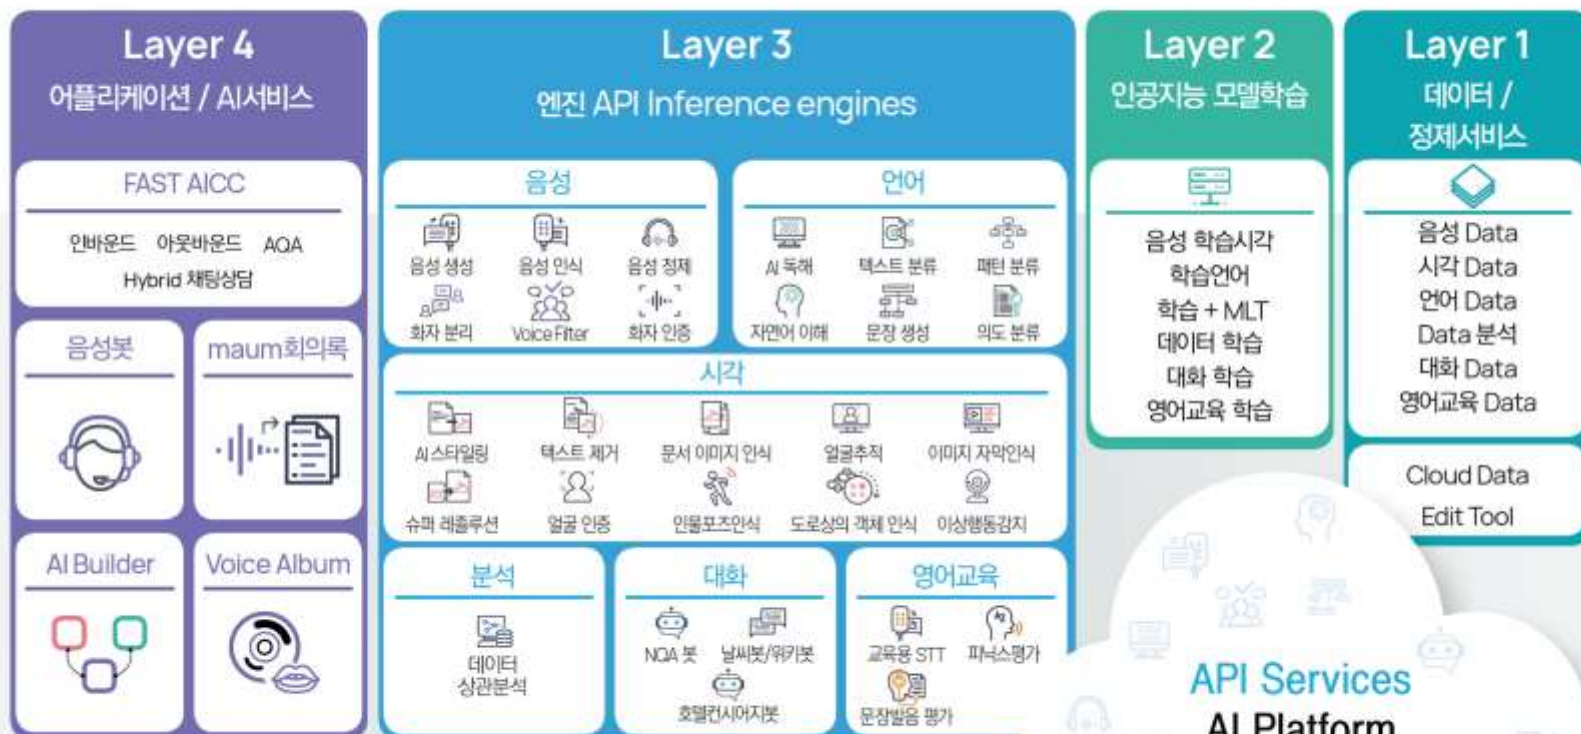 Layer 4
어플리케이션 / AI서비스
FAST AICC
인바운드 아웃바운드 AQA
Hybrid 채팅상담
음성봇
maum회의록
AI Builder
Voice Album
Layer 3
엔진 API Inference engines
음성
음성 생성 음성 인식 음성 정제
화자 분리 Voice Filter 화자 인증
언어
AI 독해 텍스트 분류 패턴 분류
자연어 이해 문장 생성 의도 분류
시각
AI 스타일링 텍스트 제거 문서 이미지 인식 얼굴추적 이미지 자막인식
슈퍼 레졸루션 얼굴 인증 인물포즈인식 도로상의 객체 인식 이상행동감지
분석
데이터
상관분석
대화
NQA 봇 날씨봇/위키봇
호텔컨시어지봇
영어교육
교육용 STT 파닉스평가
문장발음 평가
Layer 2
인공지능 모델학습
음성 학습시각
학습언어
학습 + MLT
데이터 학습
대화 학습
영어교육 학습
Layer 1
데이터 /
정제서비스
음성 Data
시각 Data
언어 Data
Data 분석
대화 Data
영어교육 Data
Cloud Data
Edit Tool
API Services
AI Platform